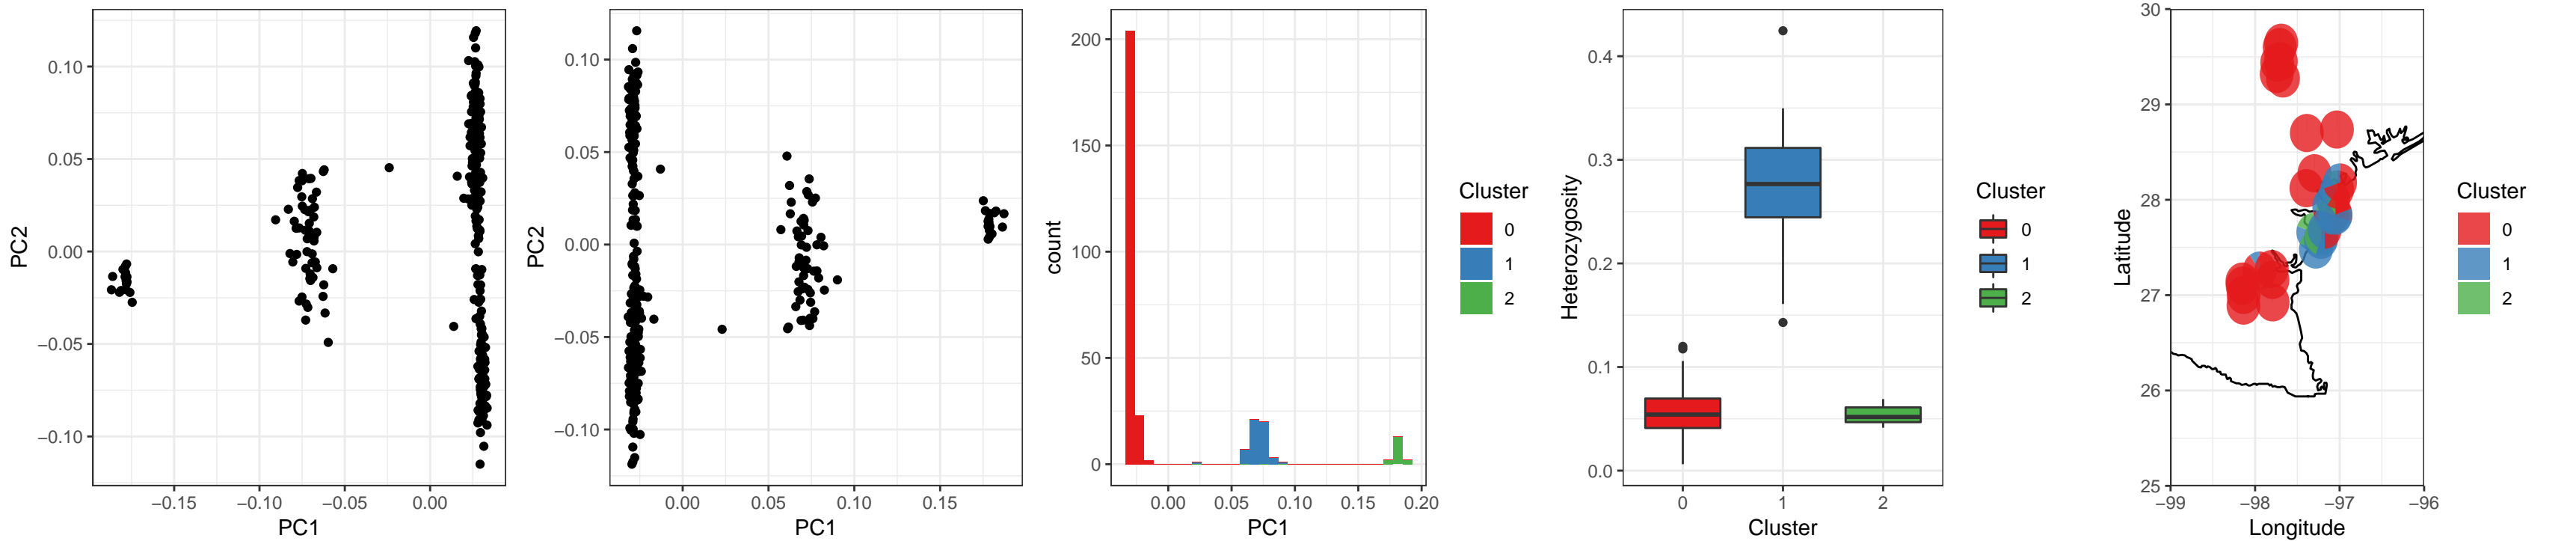 PC2
0.10
0.05
0.00
−0.05
−0.10
−0.15 −0.10 −0.05 0.00
PC1
PC2
0.10
0.05
0.00
−0.05
−0.10
0.00 0.05 0.10 0.15
PC1
count
200
150
100
50
0
0.00 0.05 0.10 0.15 0.20
PC1
Cluster
0
1
2
Heterozygosity
0.4
0.3
0.2
0.1
0.0
0 1 2
Cluster
Cluster
0
1
2
Latitude
30
29
28
27
26
25
−99 −98 −97 −96
Longitude
Cluster
0
1
2